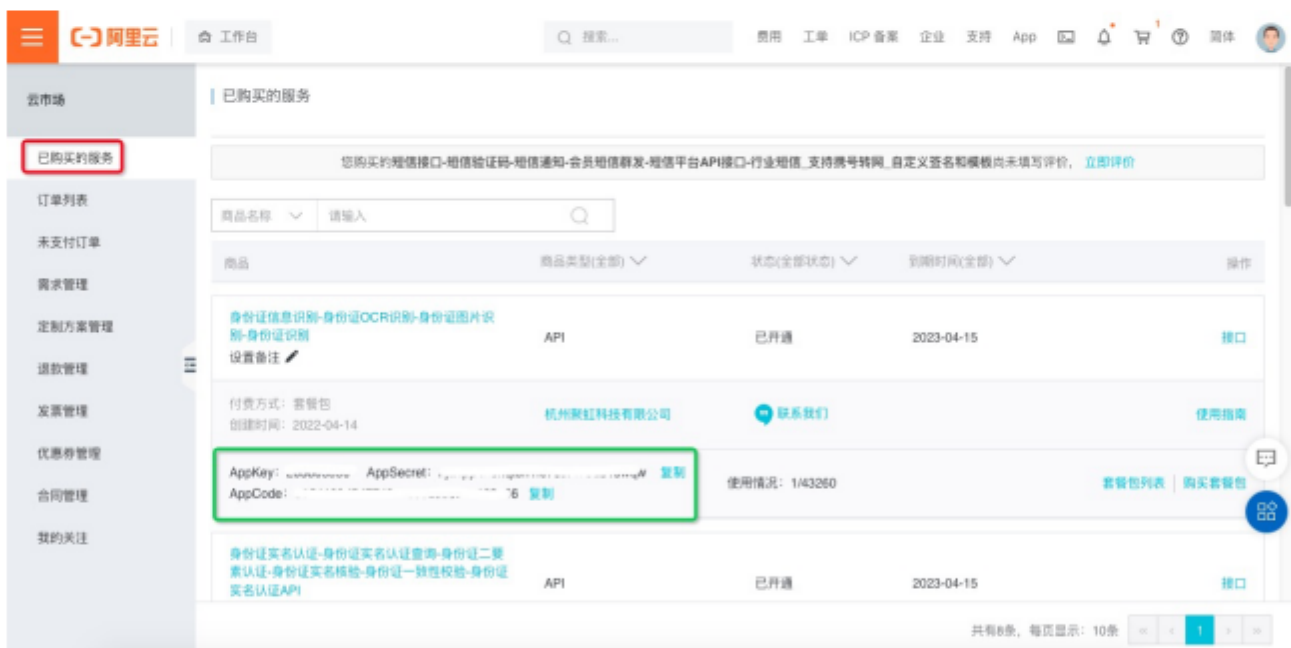 阿里云
工作台
搜索...
费用 工单 ICP 备案 企业 支持 App 简体
1
云市场
已购买的服务
订单列表
未支付订单
需求管理
定制方案管理
退款管理
发票管理
优惠券管理
合同管理
我的关注
已购买的服务
您购买的短信接口-短信验证码-短信通知-会员短信群发-短信平台API接口-行业短信_支持携号转网_自定义签名和模板尚未填写评价, 立即评价
商品名称 请输入
商品 商品类型(全部) 状态(全部状态) 到期时间(全部) 操作
身份证信息识别-身份证OCR识别-身份证图片识
别-身份证识别
设置备注
API 已开通 2023-04-15 接口
付费方式: 套餐包
创建时间: 2022-04-14
杭州聚虹科技有限公司 联系我们 使用指南
AppKey: AppSecret: 复制
AppCode: 复制
使用情况: 1/43260 套餐包列表 购买套餐包
身份证实名认证-身份证实名认证查询-身份证二要
素认证-身份证实名核验-身份证一致性校验-身份证
实名认证API
API 已开通 2023-04-15 接口
共有8条, 每页显示: 10条 « ‹ 1 › »